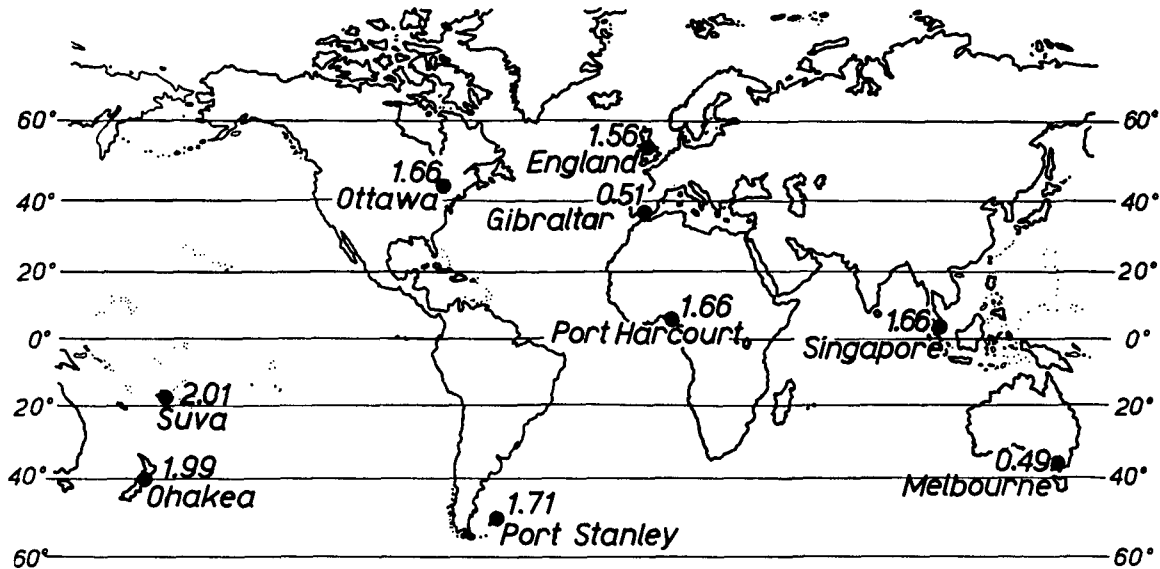 60°
60°
1.56
England
1.66
Ottawa
0.51
40°
40°
Gibraltar
20°
20°
1.66
Port Harcourt
1.66
0°
0°
Singapore
2.01
20°
20°
Suva
1.99
0.49
40°
40°
Ohakea
Melbourne
1.71
Port Stanley
60°
60°